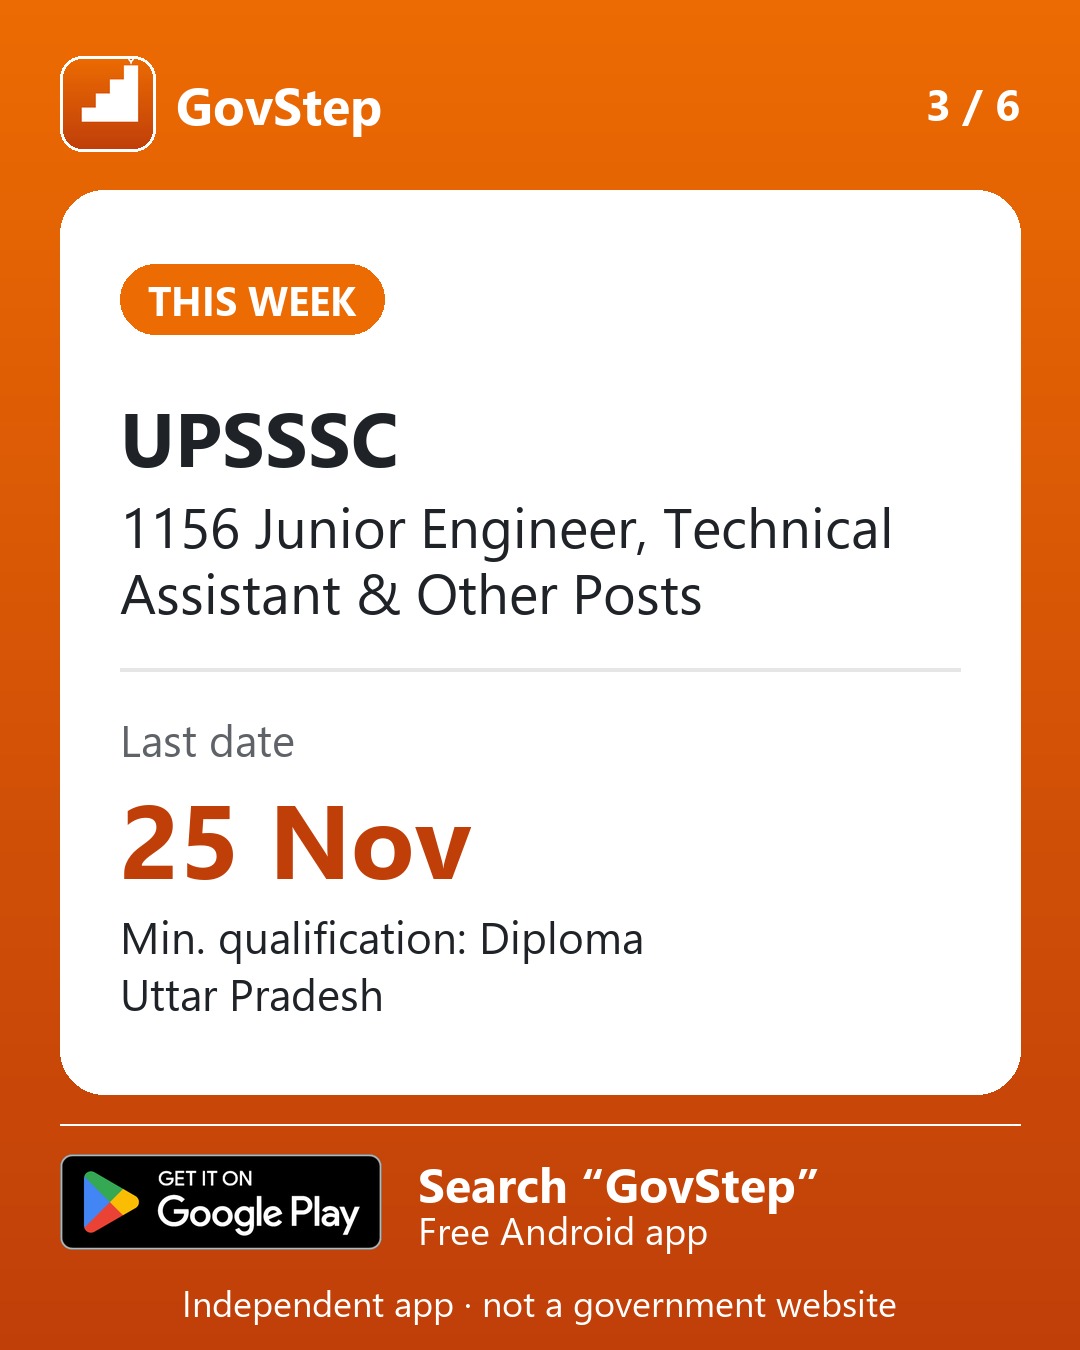 GovStep
3 / 6
THIS WEEK
UPSSSC
1156 Junior Engineer, Technical
Assistant & Other Posts
Last date
25 Nov
Min. qualification: Diploma
Uttar Pradesh
GET IT ON
Google Play
Search “GovStep”
Free Android app
Independent app · not a government website